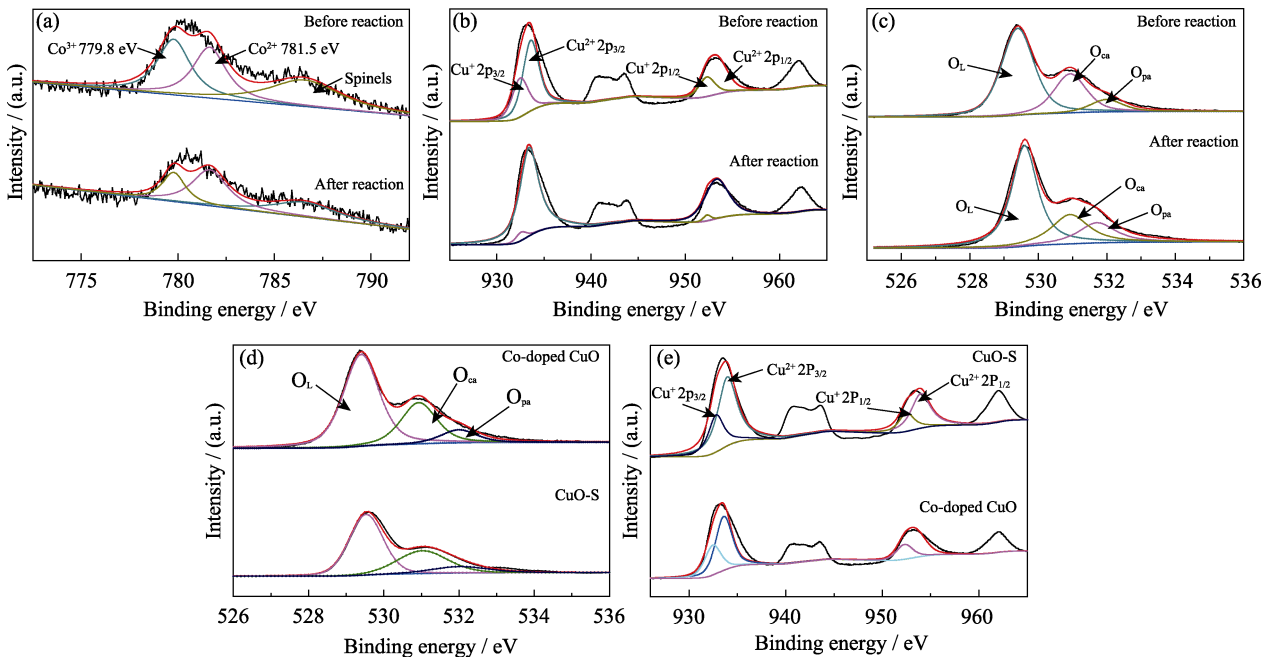 (a)
Before reaction
Co³⁺ 779.8 eV
Co²⁺ 781.5 eV
Spinels
After reaction
Intensity / (a.u.)
775 780 785 790
Binding energy / eV
(b)
Before reaction
Cu²⁺ 2p3/2
Cu⁺ 2p3/2
Cu⁺ 2p1/2
Cu²⁺ 2p1/2
After reaction
Intensity / (a.u.)
930 940 950 960
Binding energy / eV
(c)
Before reaction
OL
Oca
Opa
After reaction
OL
Oca
Opa
Intensity / (a.u.)
526 528 530 532 534 536
Binding energy / eV
(d)
Co-doped CuO
OL
Oca
Opa
CuO-S
Intensity / (a.u.)
526 528 530 532 534 536
Binding energy / eV
(e)
CuO-S
Cu²⁺ 2P3/2
Cu⁺ 2p3/2
Cu⁺ 2P1/2
Cu²⁺ 2P1/2
Co-doped CuO
Intensity / (a.u.)
930 940 950 960
Binding energy / eV